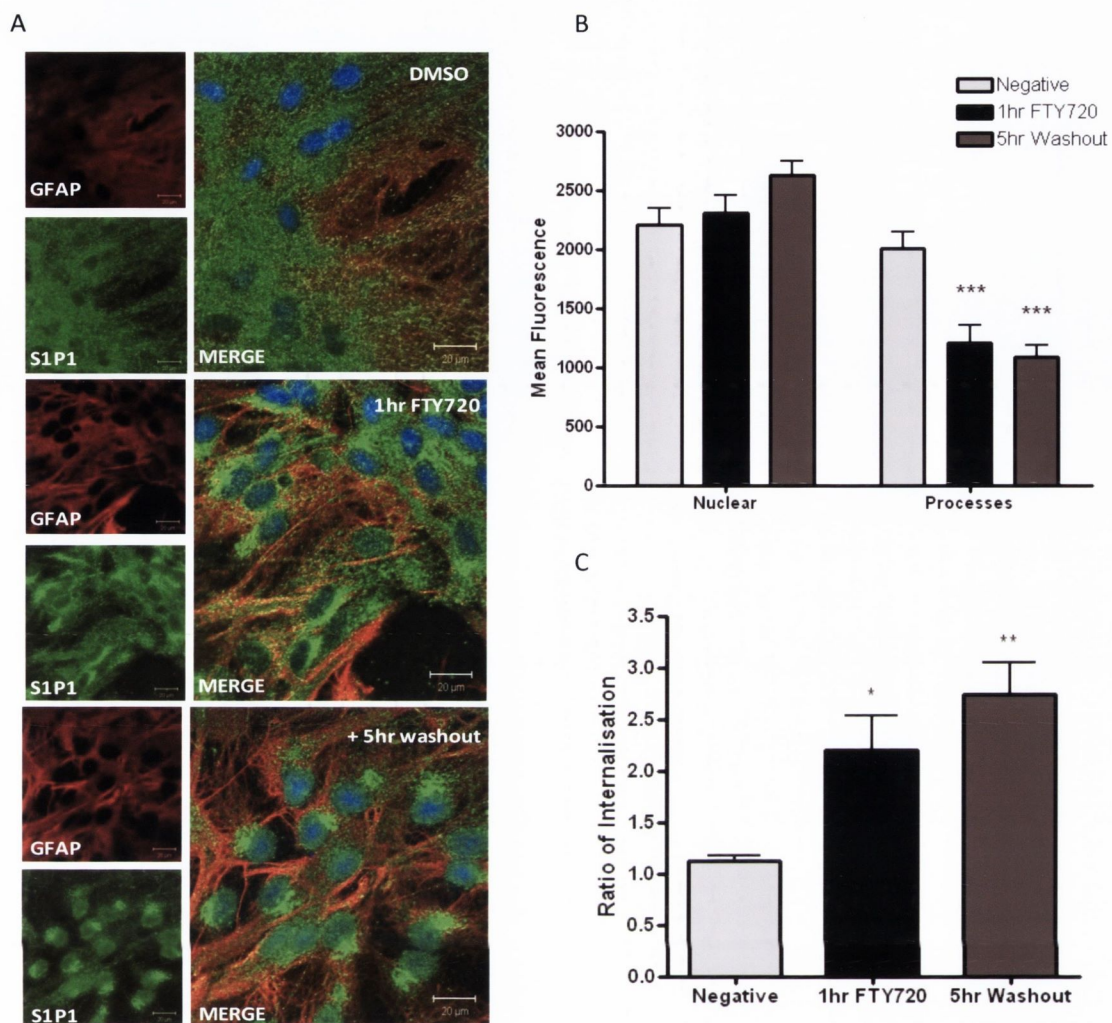 A
GFAP
S1P1
DMSO
MERGE
20 µm
GFAP
S1P1
1hr FTY720
MERGE
20 µm
GFAP
S1P1
+ 5hr washout
MERGE
20 µm
B
Negative
1hr FTY720
5hr Washout
Mean Fluorescence
3000
2500
2000
1500
1000
500
0
***
***
Nuclear
Processes
C
Ratio of Internalisation
3.5
3.0
2.5
2.0
1.5
1.0
0.5
0.0
*
**
Negative
1hr FTY720
5hr Washout